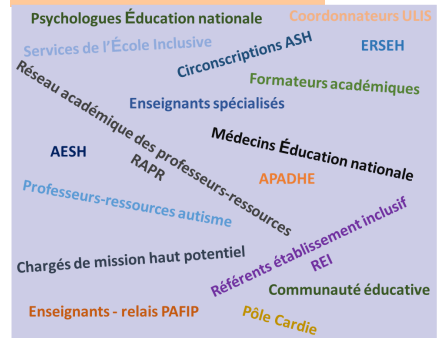 Psychologues Éducation nationale
Coordonnateurs ULIS
Services de l'École Inclusive
Circonscriptions ASH
ERSEH
Formateurs académiques
Enseignants spécialisés
Réseau académique des professeurs-ressources
RAPR
Médecins Éducation nationale
AESH
APADHE
Professeurs-ressources autisme
Référents établissement inclusif
REI
Chargés de mission haut potentiel
Communauté éducative
Enseignants - relais PAFIP
Pôle Cardie